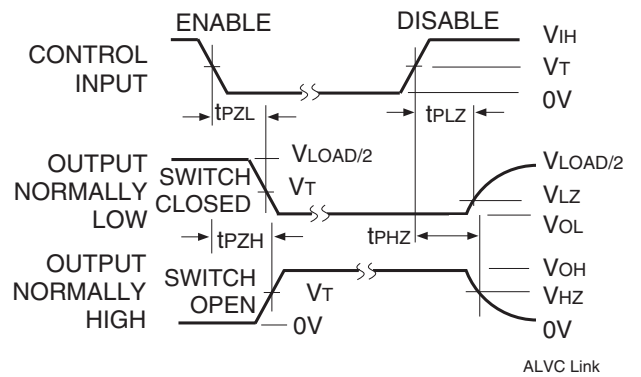 ENABLE
DISABLE
CONTROL
INPUT
VIH
VT
0V
tPZL
tPLZ
OUTPUT
NORMALLY
LOW
SWITCH
CLOSED
VLOAD/2
VT
VLOAD/2
VLZ
VOL
tPZH
tPHZ
OUTPUT
NORMALLY
HIGH
SWITCH
OPEN
VT
0V
VOH
VHZ
0V
ALVC Link